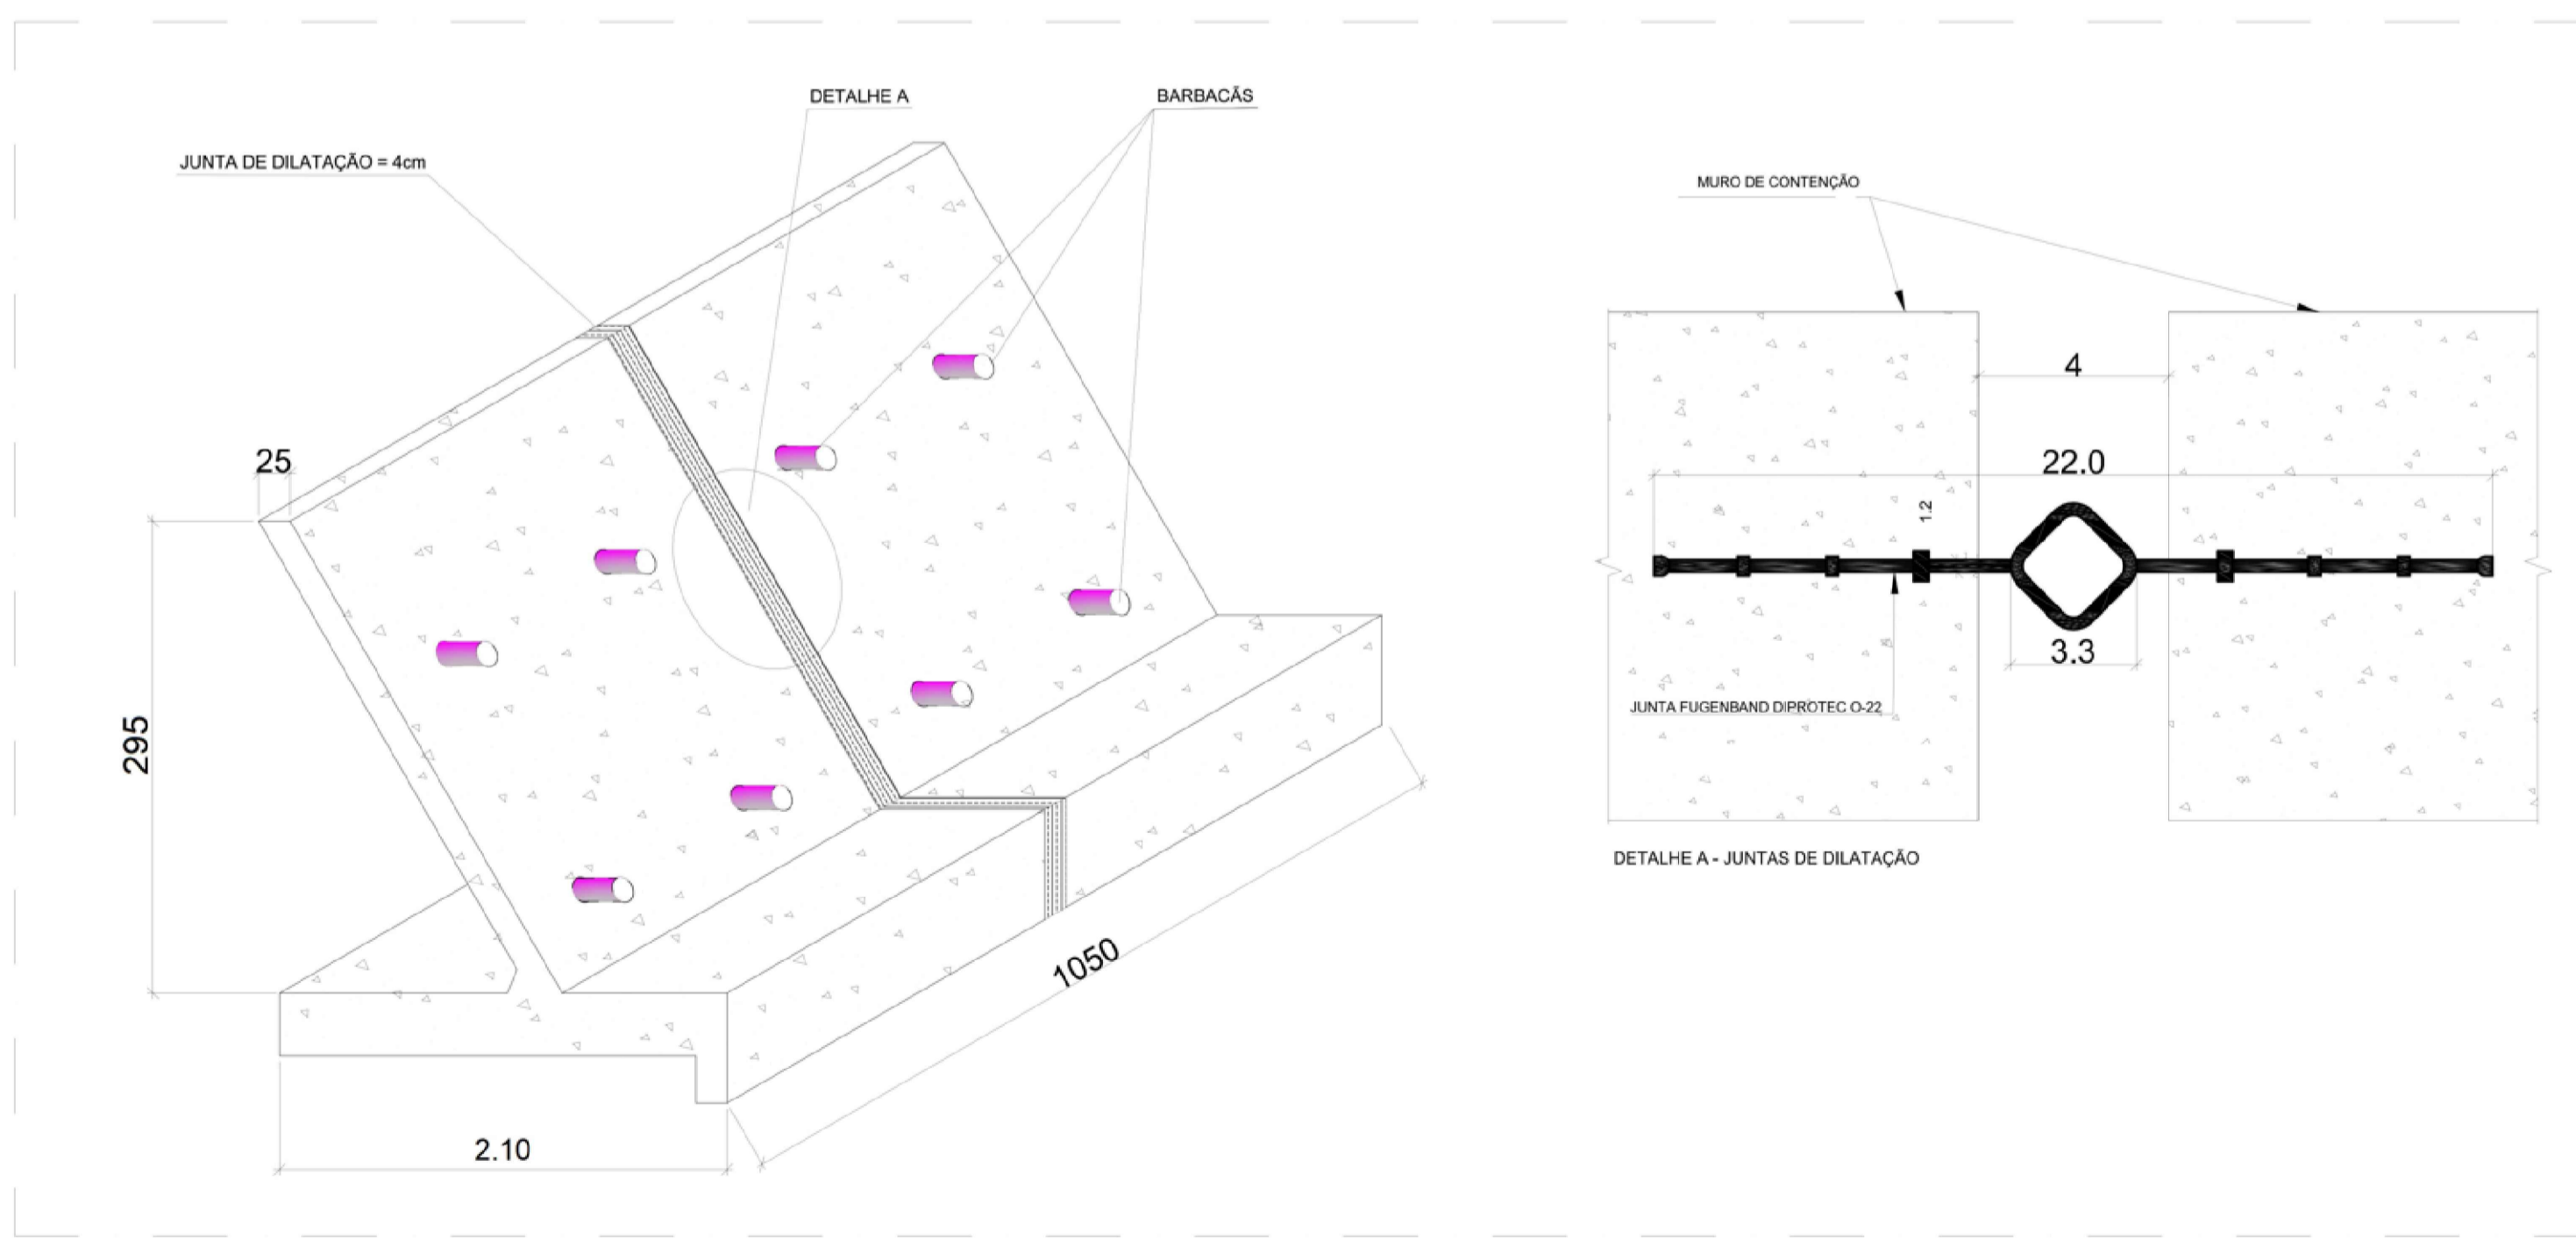 DETALHE A
BARBACÃS
JUNTA DE DILATAÇÃO = 4cm
25
295
2.10
1050
MURO DE CONTENÇÃO
4
22.0
1.2
3.3
JUNTA FUGENBAND DIPROTEC O-22
DETALHE A - JUNTAS DE DILATAÇÃO